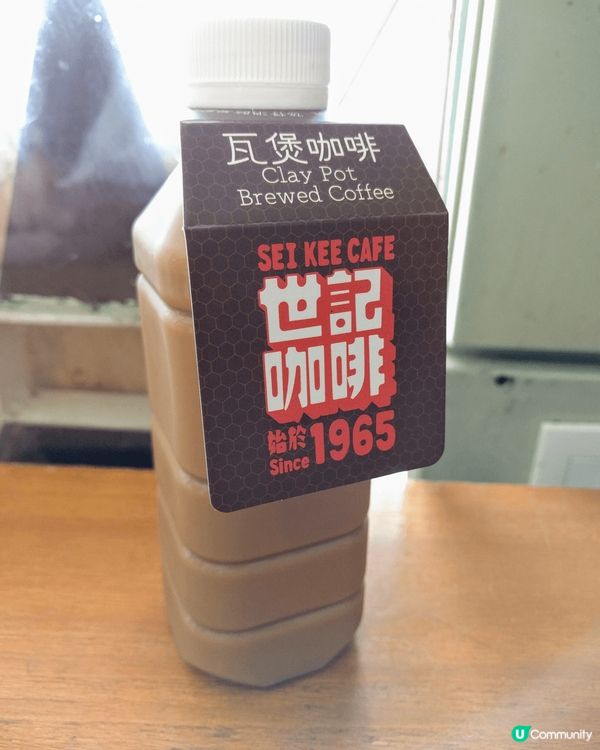 瓦煲咖啡
Clay Pot
Brewed Coffee
SEI KEE CAFE
世記
咖啡
始於 1965
Since
U Community